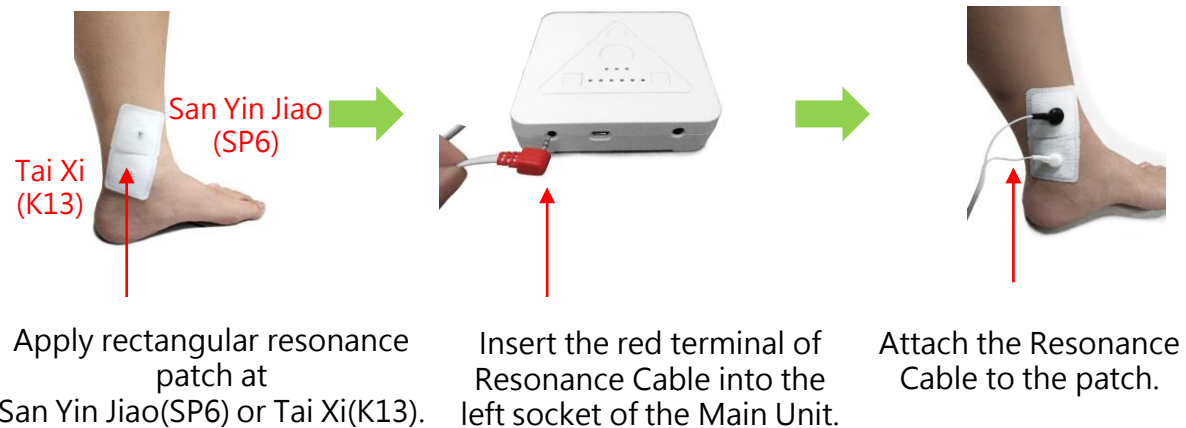 San Yin Jiao
(SP6)
Tai Xi
(K13)
Apply rectangular resonance
patch at
San Yin Jiao(SP6) or Tai Xi(K13).
Insert the red terminal of
Resonance Cable into the
left socket of the Main Unit.
Attach the Resonance
Cable to the patch.